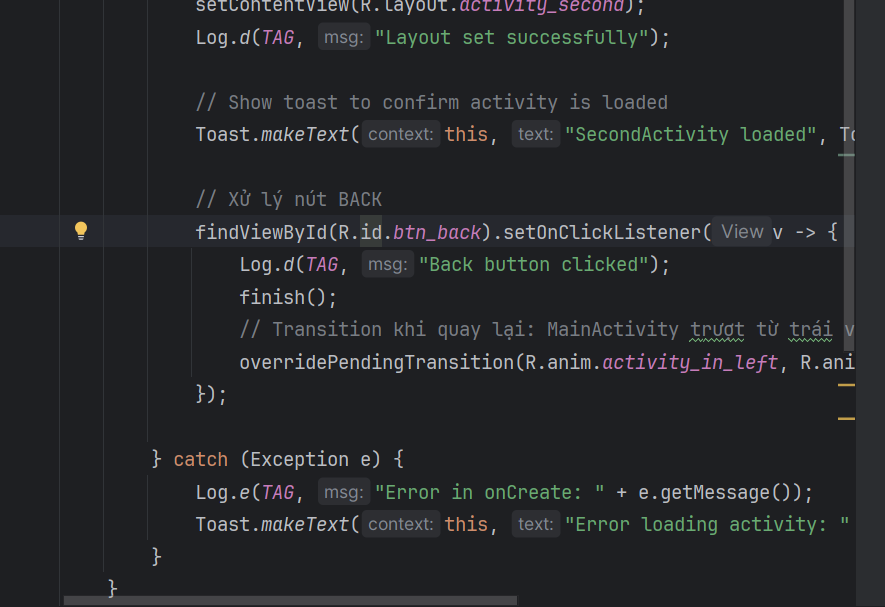 setContentView(R.layout.activity_second);
Log.d(TAG, msg: "Layout set successfully");
// Show toast to confirm activity is loaded
Toast.makeText( context: this, text: "SecondActivity loaded", To
// Xử lý nút BACK
findViewById(R.id.btn_back).setOnClickListener( View v -> {
Log.d(TAG, msg: "Back button clicked");
finish();
// Transition khi quay lại: MainActivity trượt từ trái v
overridePendingTransition(R.anim.activity_in_left, R.ani
});
} catch (Exception e) {
Log.e(TAG, msg: "Error in onCreate: " + e.getMessage());
Toast.makeText( context: this, text: "Error loading activity: "
}
}